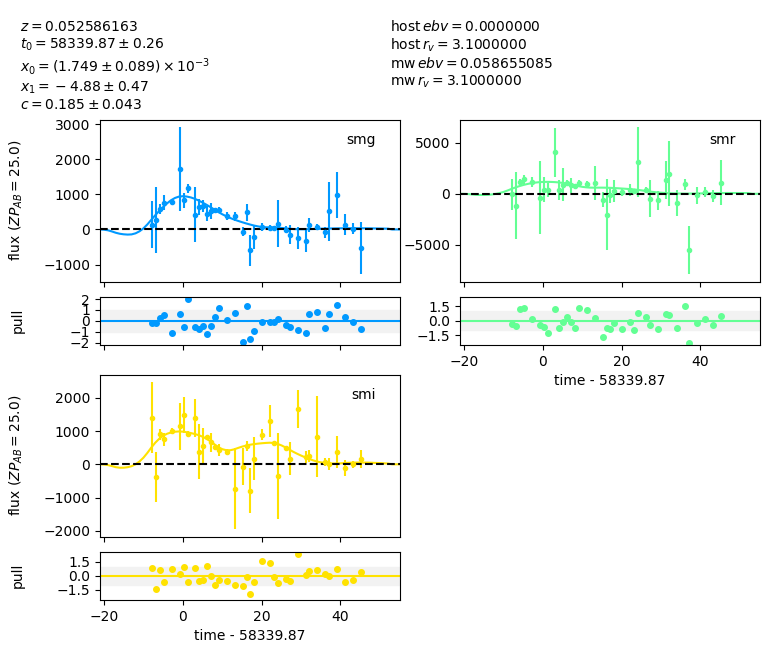 z = 0.052586163
t₀ = 58339.87 ± 0.26
x₀ = (1.749 ± 0.089) × 10⁻³
x₁ = −4.88 ± 0.47
c = 0.185 ± 0.043
host ebv = 0.0000000
host r_v = 3.1000000
mw ebv = 0.058655085
mw r_v = 3.1000000
smg
flux (ZP_AB = 25.0)
3000
2000
1000
0
−1000
smr
5000
0
−5000
pull
2
1
0
−1
−2
1.5
0.0
−1.5
−20
0
20
40
time - 58339.87
smi
flux (ZP_AB = 25.0)
2000
1000
0
−1000
−2000
pull
1.5
0.0
−1.5
−20
0
20
40
time - 58339.87